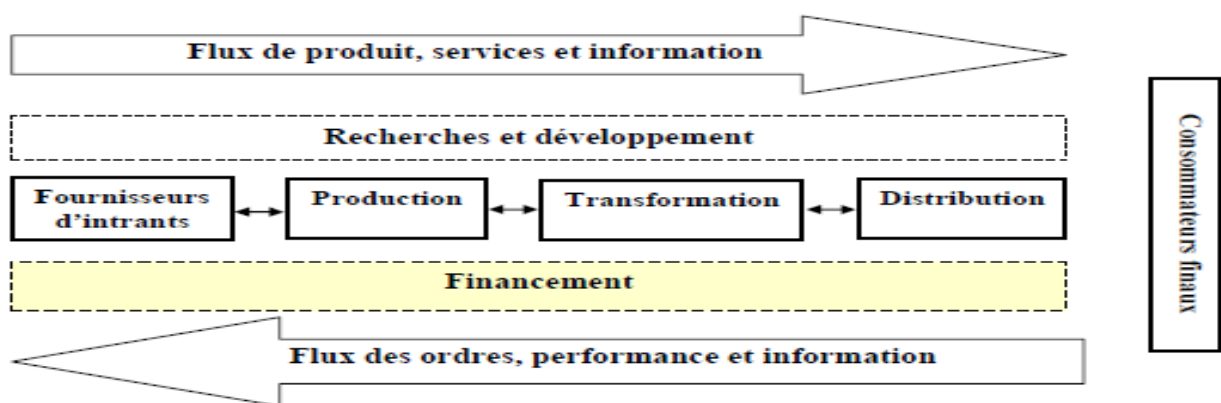 Flux de produit, services et information
Recherches et développement
Fournisseurs
d'intrants
Production
Transformation
Distribution
Financement
Flux des ordres, performance et information
Consommateurs finaux